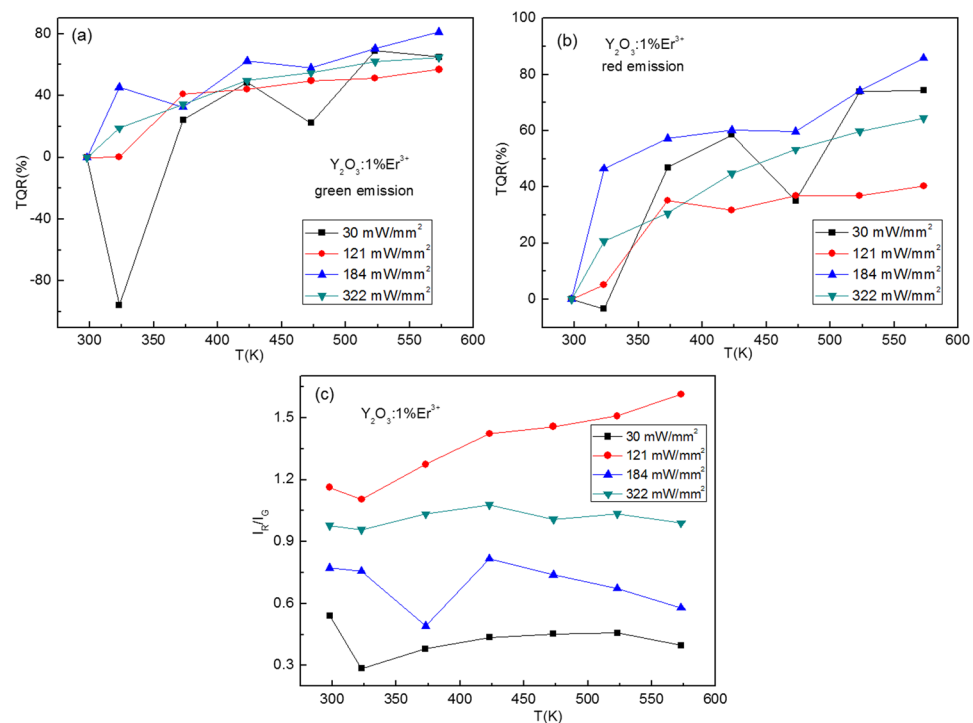 (a)
TQR(%)
80
40
0
-40
-80
Y₂O₃:1%Er³⁺
green emission
30 mW/mm²
121 mW/mm²
184 mW/mm²
322 mW/mm²
300 350 400 450 500 550 600
T(K)
(b)
TQR(%)
100
80
60
40
20
0
Y₂O₃:1%Er³⁺
red emission
30 mW/mm²
121 mW/mm²
184 mW/mm²
322 mW/mm²
300 350 400 450 500 550 600
T(K)
(c)
I_R/I_G
1.5
1.2
0.9
0.6
0.3
Y₂O₃:1%Er³⁺
30 mW/mm²
121 mW/mm²
184 mW/mm²
322 mW/mm²
300 350 400 450 500 550 600
T(K)